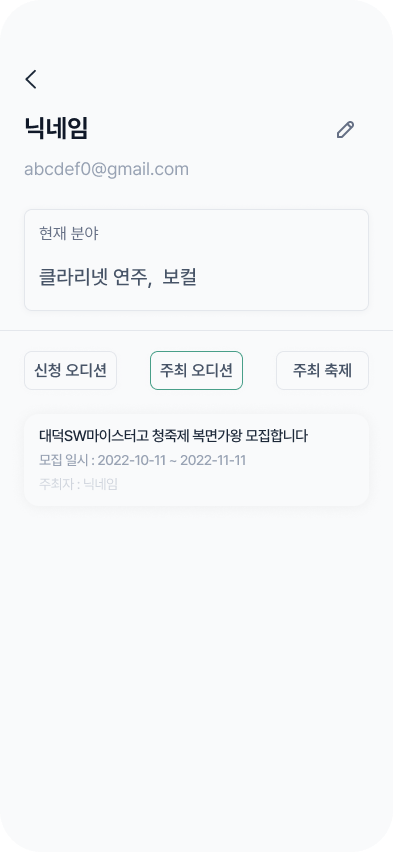 닉네임
abcdef0@gmail.com
현재 분야
클라리넷 연주,  보컬
신청 오디션
주최 오디션
주최 축제
대덕SW마이스터고 청죽제 복면가왕 모집합니다
모집 일시 : 2022-10-11 ~ 2022-11-11
주최자 : 닉네임